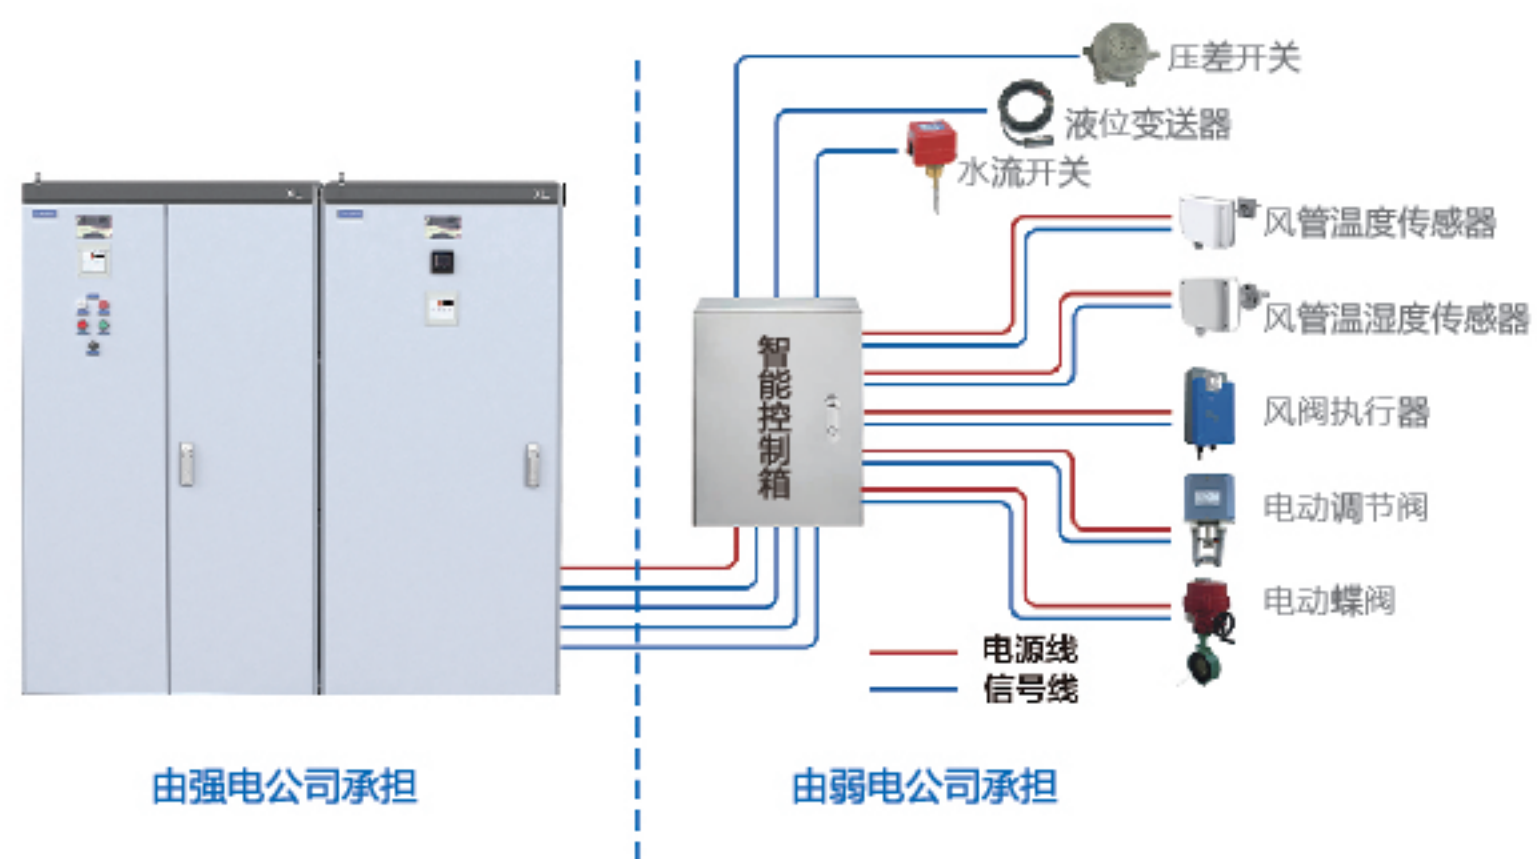 压差开关
液位变送器
水流开关
风管温度传感器
风管温湿度传感器
风阀执行器
电动调节阀
电动蝶阀
智能控制箱
电源线
信号线
由强电公司承担
由弱电公司承担